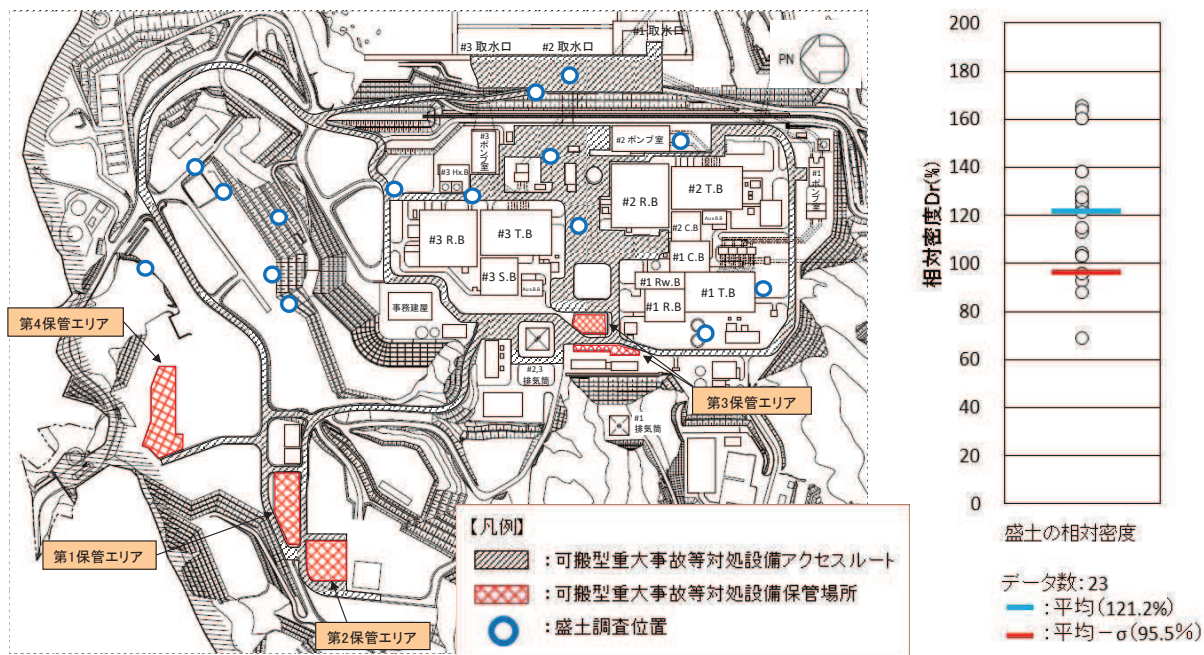 #1 取水口
#2 取水口
#3 取水口
PN
#3
ポンプ室
#2 ポンプ室
#3 Hx.B
#1
ポンプ室
#2 R.B
#2 T.B
#3 R.B
#3 T.B
#2 C.B
Aux.B.B
#1 C.B
#3 S.B
Aux.B.B
#1 Rw.B
#1 R.B
#1 T.B
事務建屋
第4保管エリア
#2,3
排気筒
第3保管エリア
#1
排気筒
第1保管エリア
第2保管エリア
【凡例】
:可搬型重大事故等対処設備アクセスルート
:可搬型重大事故等対処設備保管場所
:盛土調査位置
相対密度Dr(%)
200
180
160
140
120
100
80
60
40
20
0
盛土の相対密度
データ数:23
:平均(121.2%)
:平均-σ(95.5%)